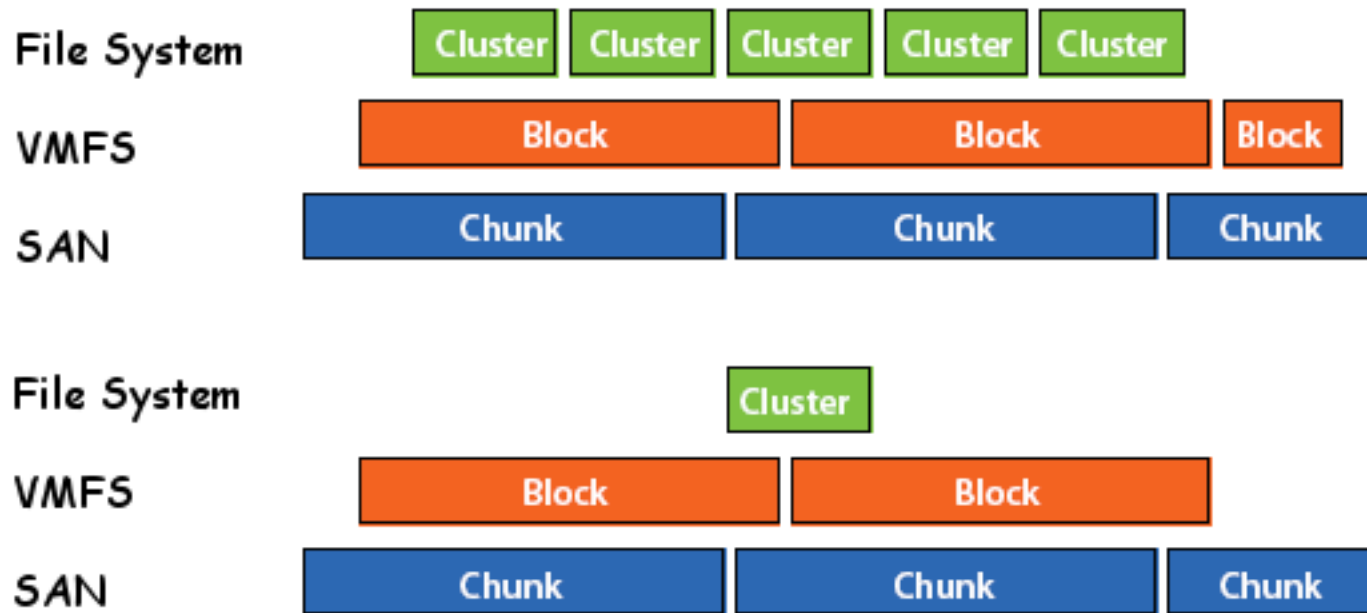 File System Cluster Cluster Cluster Cluster Cluster
VMFS Block Block Block
SAN Chunk Chunk Chunk
File System Cluster
VMFS Block Block
SAN Chunk Chunk Chunk